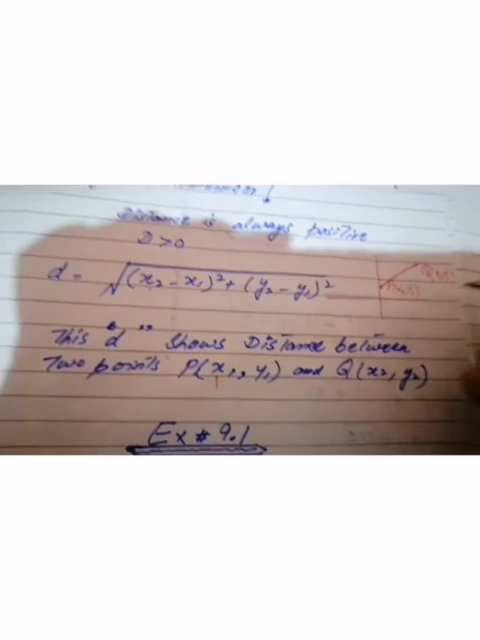 Distance is always positive
D>0
d = √(x₂-x₁)²+(y₂-y₁)²
This "d" shows Distance between
Two points P(x₁, y₁) and Q(x₂, y₂)
Ex # 9.1